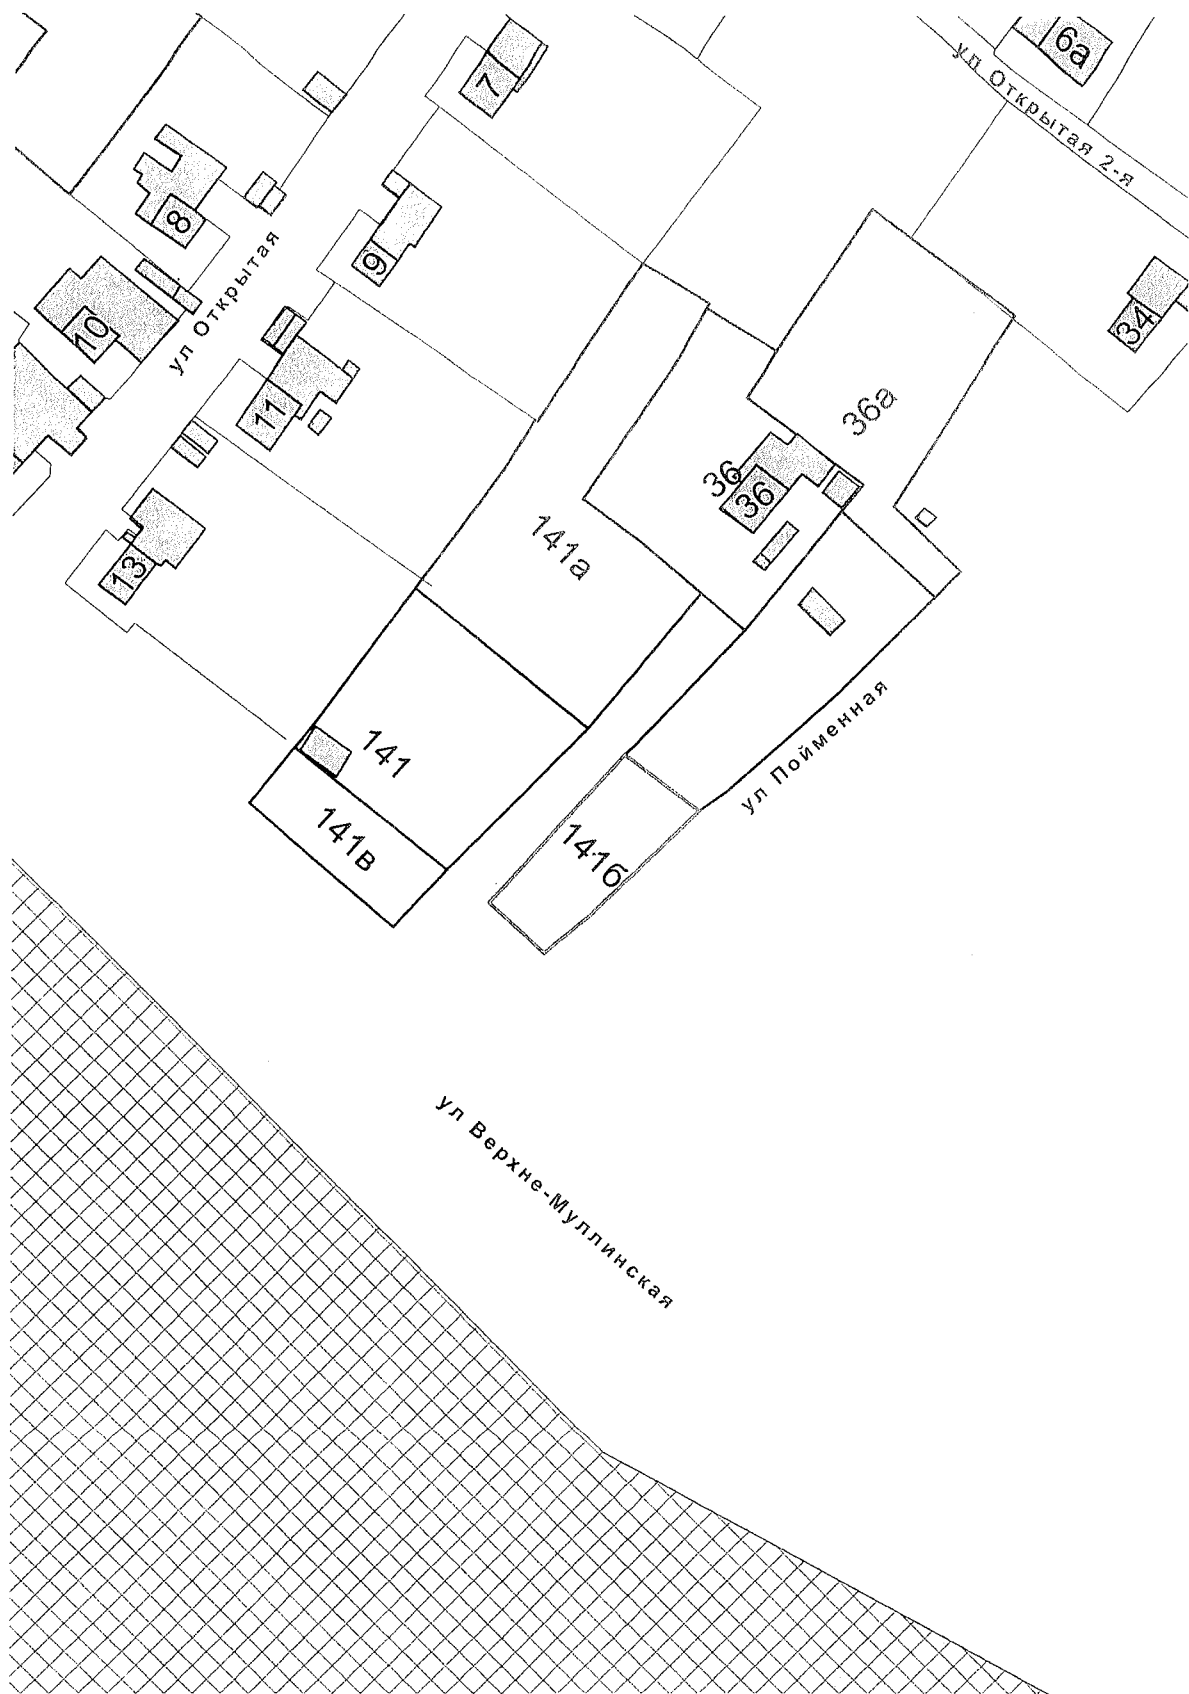 6а
7
ул Открытая 2-я
8
9
ул Открытая
10
34
11
36а
36
36
141а
13
ул Пойменная
141
141в
141б
ул Верхне-Муллинская